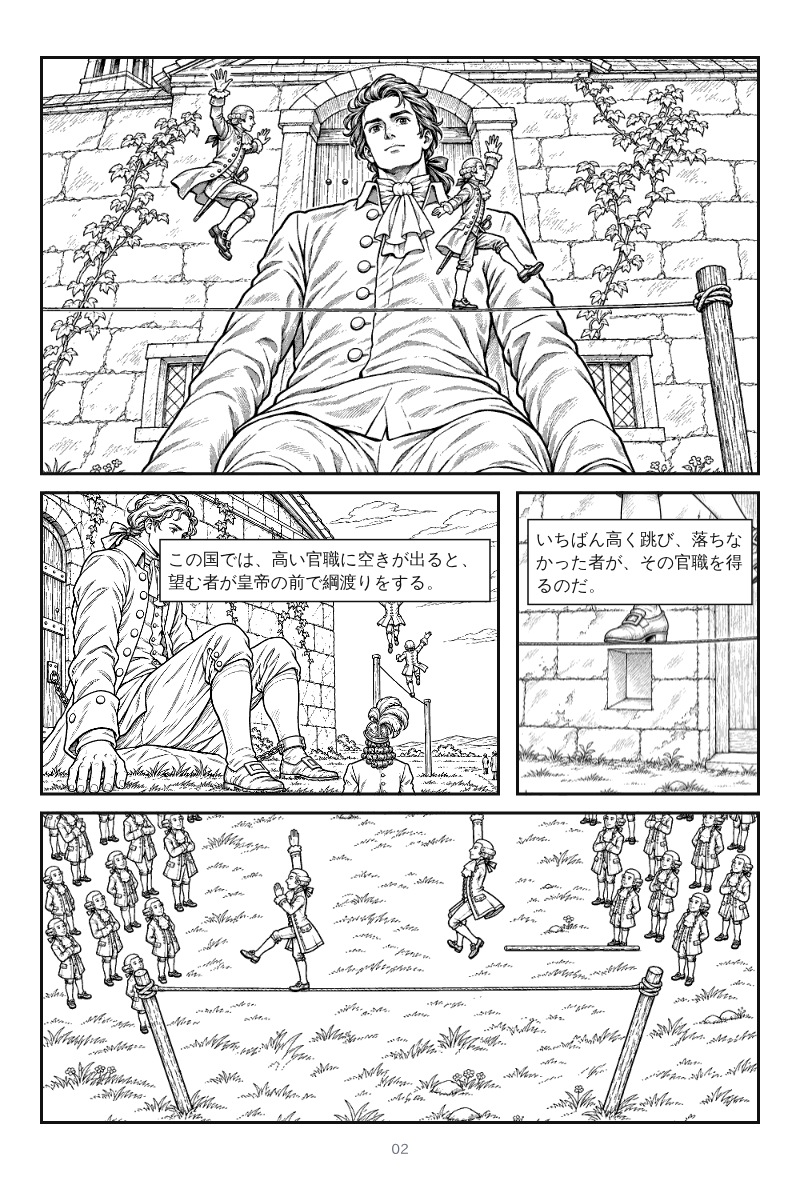 この国では、高い官職に空きが出ると、
望む者が皇帝の前で綱渡りをする。
いちばん高く跳び、落ちな
かった者が、その官職を得
るのだ。
02